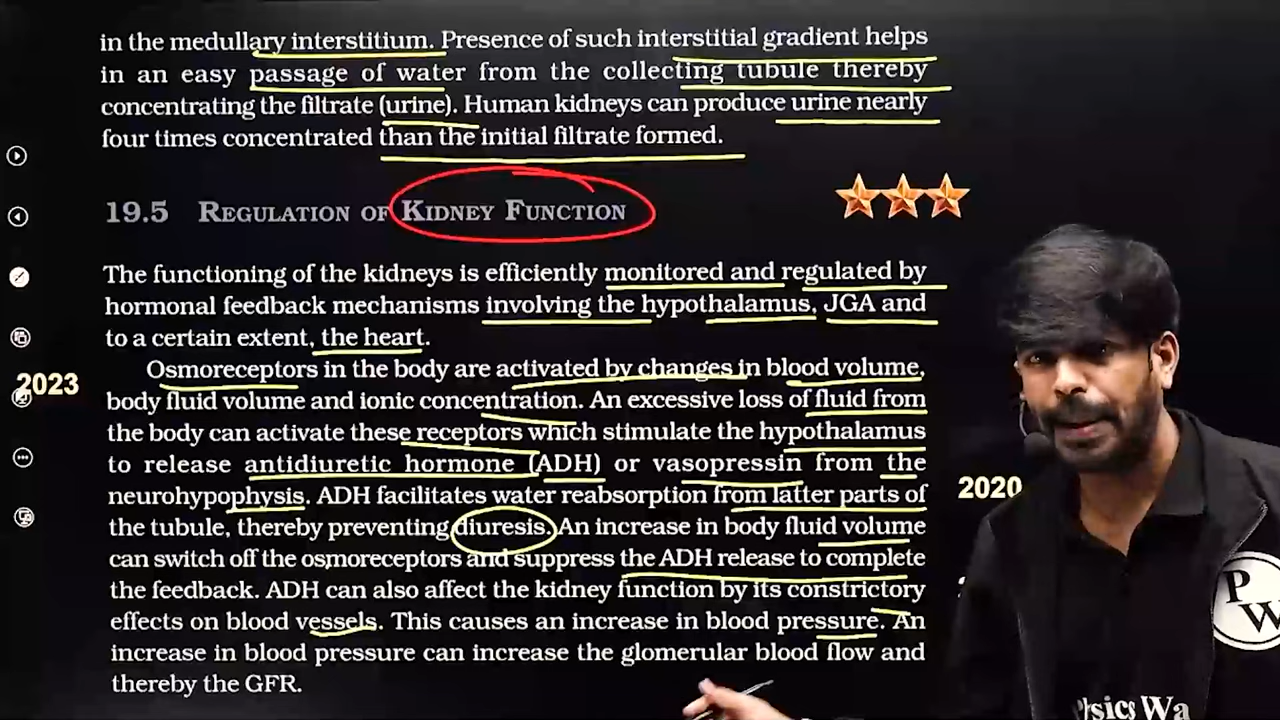 in the medullary interstitium. Presence of such interstitial gradient helps
in an easy passage of water from the collecting tubule thereby
concentrating the filtrate (urine). Human kidneys can produce urine nearly
four times concentrated than the initial filtrate formed.
19.5 REGULATION OF KIDNEY FUNCTION
The functioning of the kidneys is efficiently monitored and regulated by
hormonal feedback mechanisms involving the hypothalamus, JGA and
to a certain extent, the heart.
Osmoreceptors in the body are activated by changes in blood volume,
2023
body fluid volume and ionic concentration. An excessive loss of fluid from
the body can activate these receptors which stimulate the hypothalamus
to release antidiuretic hormone (ADH) or vasopressin from the
neurohypophysis. ADH facilitates water reabsorption from latter parts of
2020
the tubule, thereby preventing diuresis. An increase in body fluid volume
can switch off the osmoreceptors and suppress the ADH release to complete
the feedback. ADH can also affect the kidney function by its constrictory
effects on blood vessels. This causes an increase in blood pressure. An
increase in blood pressure can increase the glomerular blood flow and
thereby the GFR.
P
W